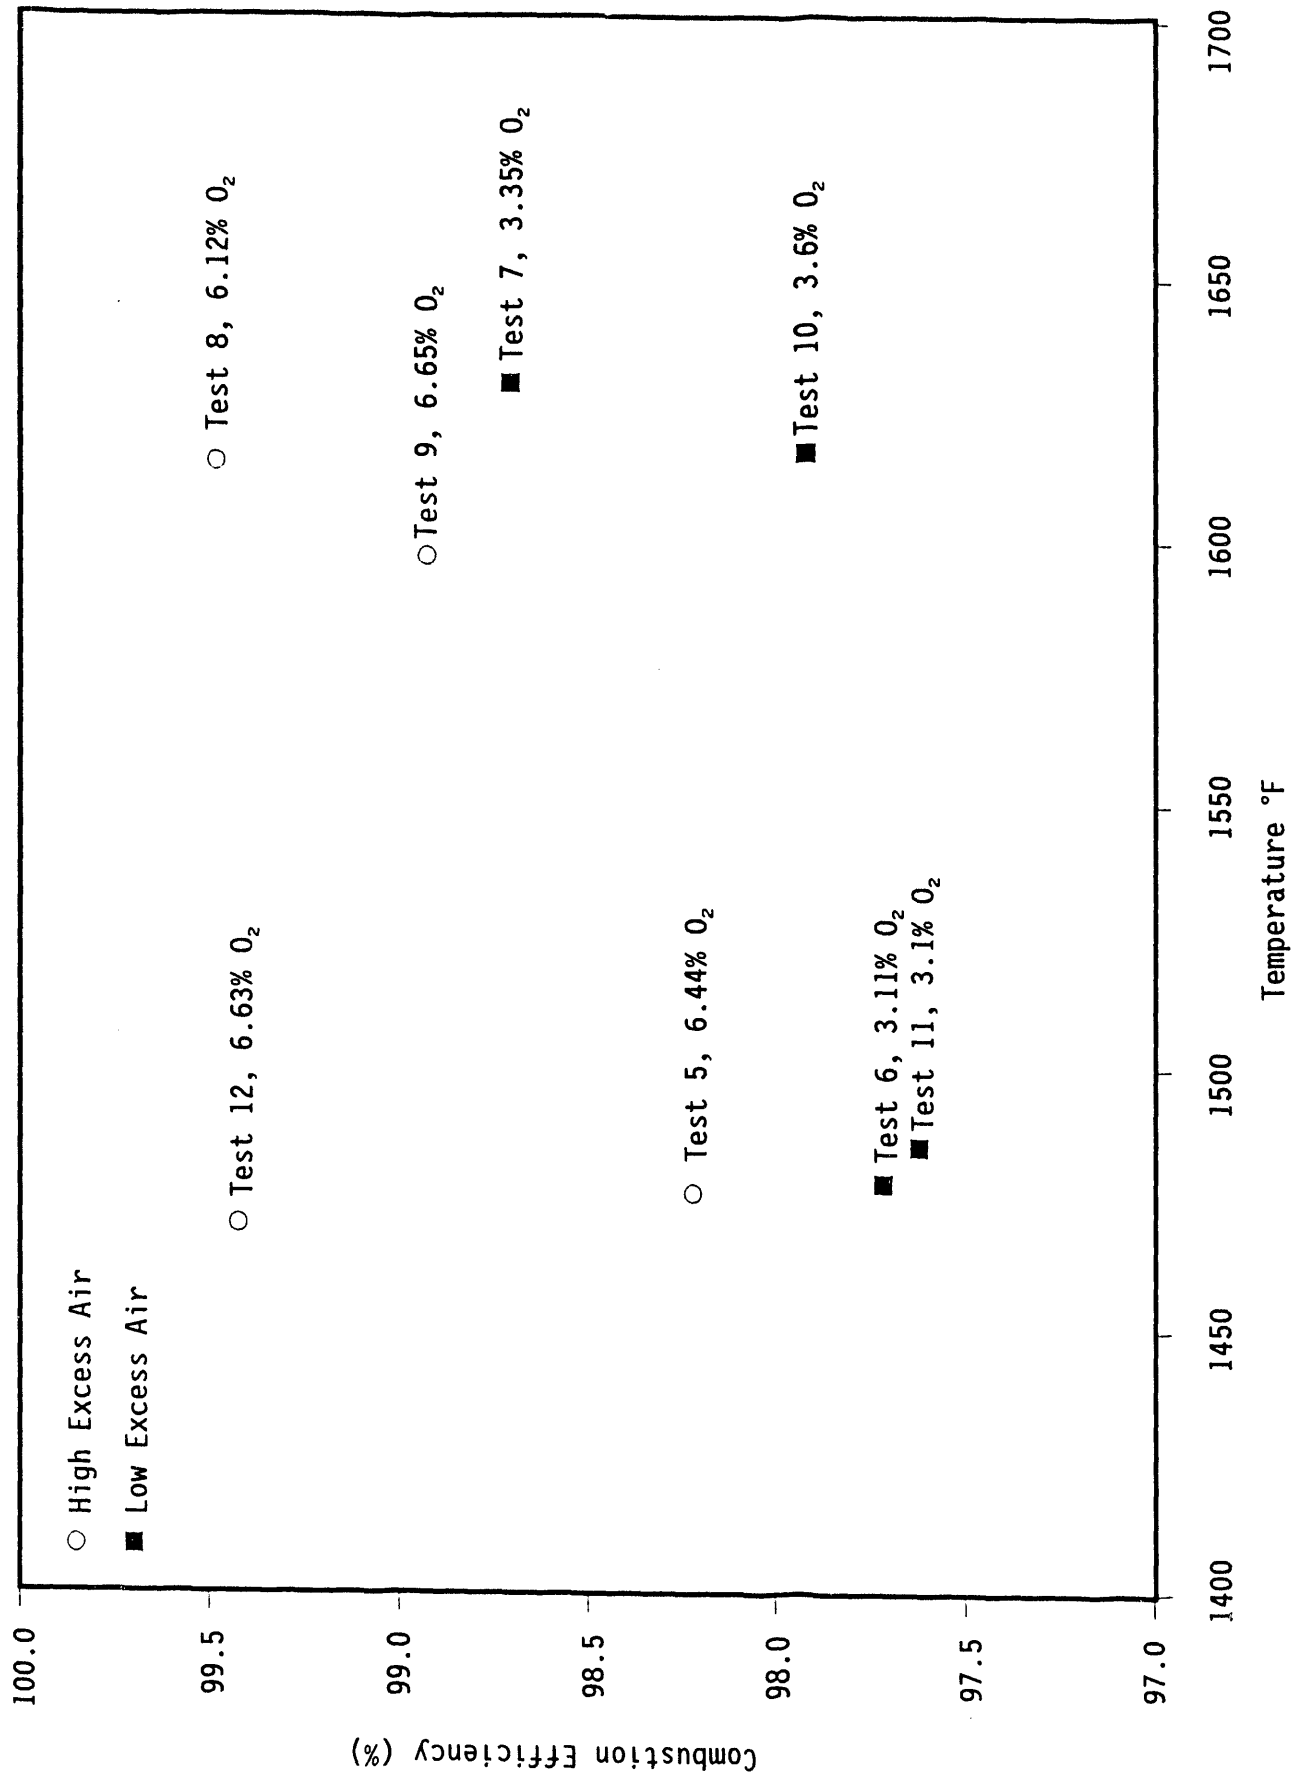 Combustion Efficiency (%)
100.0
99.5
99.0
98.5
98.0
97.5
97.0
○ High Excess Air
■ Low Excess Air
○ Test 8, 6.12% O₂
○ Test 12, 6.63% O₂
○ Test 9, 6.65% O₂
■ Test 7, 3.35% O₂
○ Test 5, 6.44% O₂
■ Test 10, 3.6% O₂
■ Test 6, 3.11% O₂
■ Test 11, 3.1% O₂
1400 1450 1500 1550 1600 1650 1700
Temperature °F